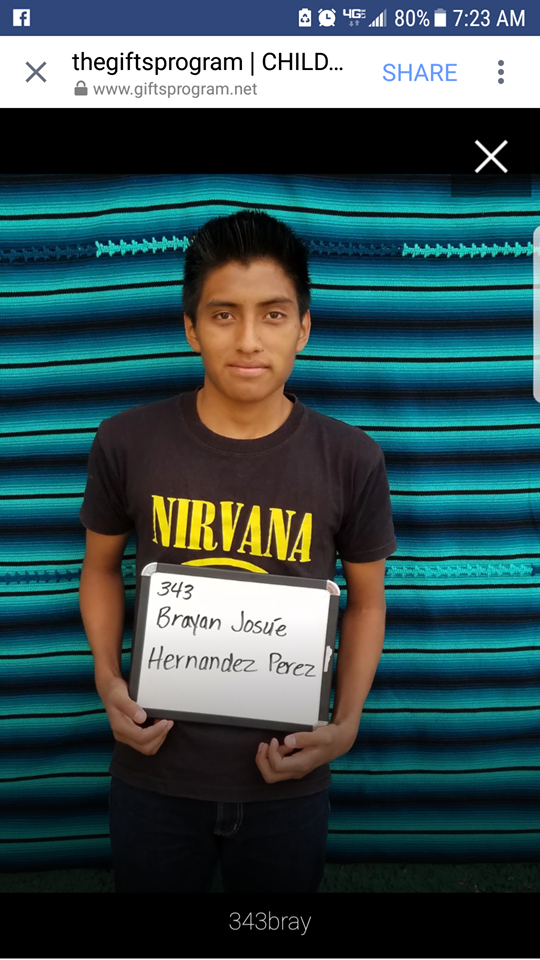 4G
80%
7:23 AM
thegiftsprogram | CHILD...
www.giftsprogram.net
SHARE
NIRVANA
343
Brayan Josúe
Hernandez Perez
343bray